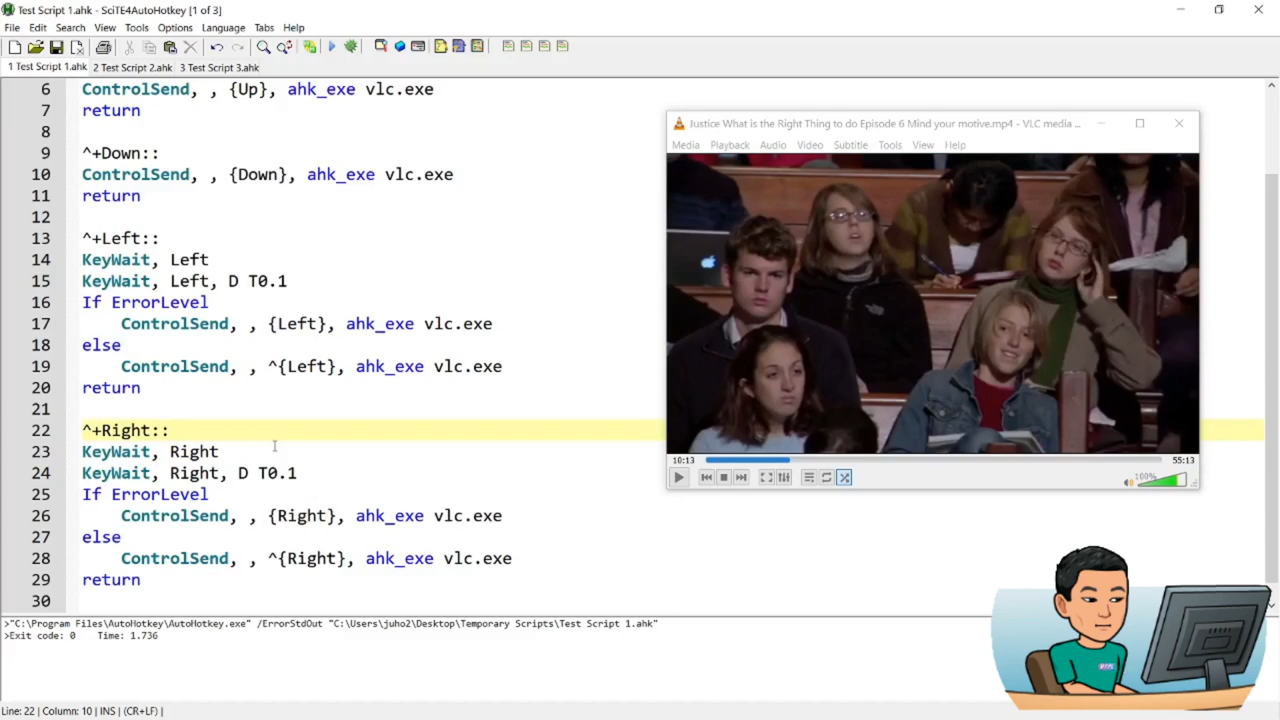 Test Script 1.ahk - SciTE4AutoHotkey [1 of 3]
File Edit Search View Tools Options Language Tabs Help
1 Test Script 1.ahk 2 Test Script 2.ahk 3 Test Script 3.ahk
6 ControlSend, , {Up}, ahk_exe vlc.exe
7 return
8
9 ^+Down::
10 ControlSend, , {Down}, ahk_exe vlc.exe
11 return
12
13 ^+Left::
14 KeyWait, Left
15 KeyWait, Left, D T0.1
16 If ErrorLevel
17 ControlSend, , {Left}, ahk_exe vlc.exe
18 else
19 ControlSend, , ^{Left}, ahk_exe vlc.exe
20 return
21
22 ^+Right::
23 KeyWait, Right
24 KeyWait, Right, D T0.1
25 If ErrorLevel
26 ControlSend, , {Right}, ahk_exe vlc.exe
27 else
28 ControlSend, , ^{Right}, ahk_exe vlc.exe
29 return
30
Justice What is the Right Thing to do Episode 6 Mind your motive.mp4 - VLC media ...
Media Playback Audio Video Subtitle Tools View Help
10:13 55:13
100%
>"C:\Program Files\AutoHotkey\AutoHotkey.exe" /ErrorStdOut "C:\Users\juho2\Desktop\Temporary Scripts\Test Script 1.ahk"
>Exit code: 0 Time: 1.736
Line: 22 | Column: 10 | INS | (CR+LF) |